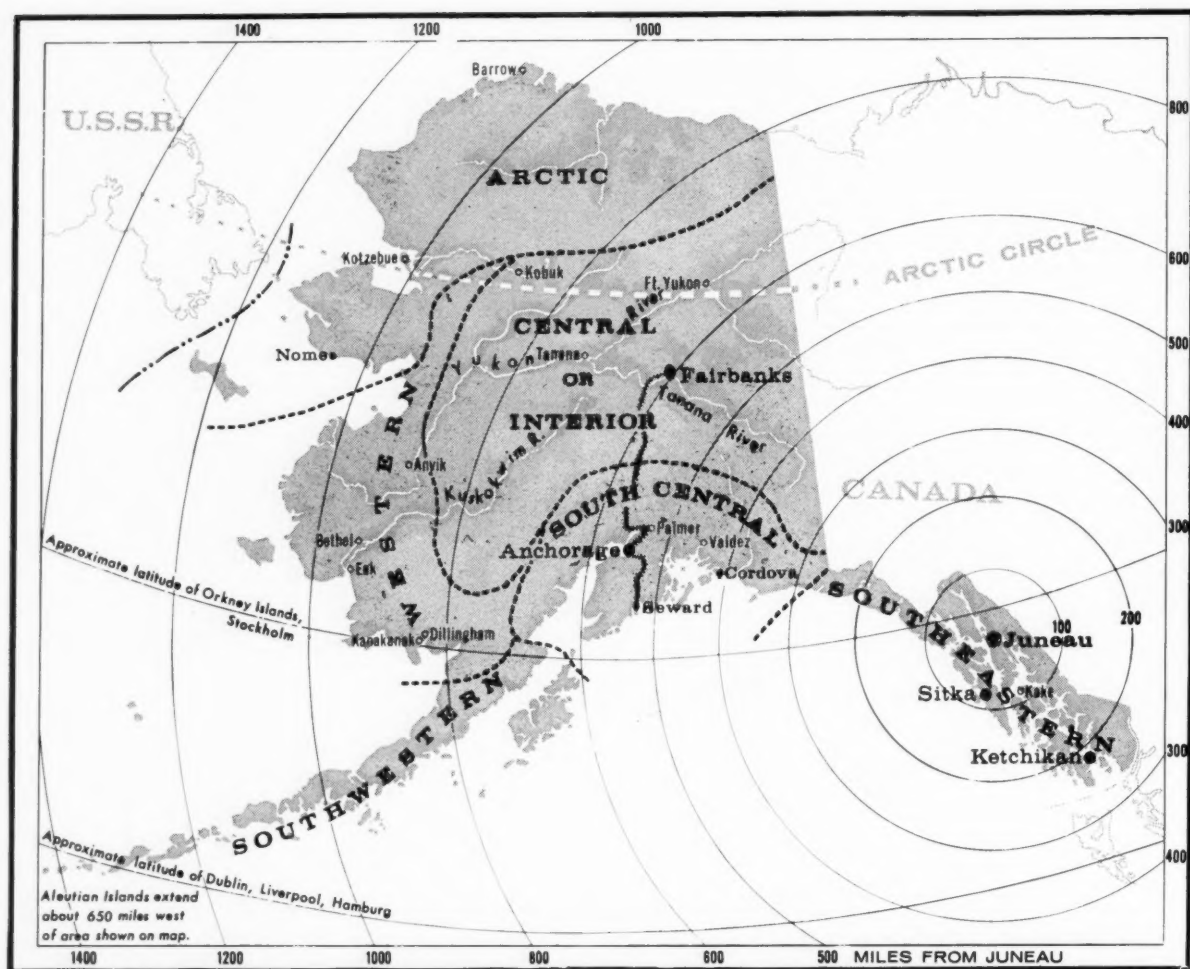 1400
1200
1000
Barrow
U.S.S.R.
800
ARCTIC
Kotzebue
Kobuk
Ft. Yukon
600
ARCTIC CIRCLE
CENTRAL
Yukon
River
Tanana
Nome
OR
Fairbanks
500
INTERIOR
Tanana River
400
WESTERN
Anvik
Kuskokwim R.
SOUTH CENTRAL
CANADA
300
Bethel
Palmer
Valdez
Anchorage
Eek
Cordova
Approximate latitude of Orkney Islands,
Stockholm
Seward
SOUTHEASTERN
100
200
Juneau
Kanakanak
Dillingham
Sitka
Kake
Ketchikan
300
SOUTHWESTERN
400
Approximate latitude of Dublin, Liverpool, Hamburg
Aleutian Islands extend
about 650 miles west
of area shown on map.
1400
1200
1000
800
600
500
MILES FROM JUNEAU